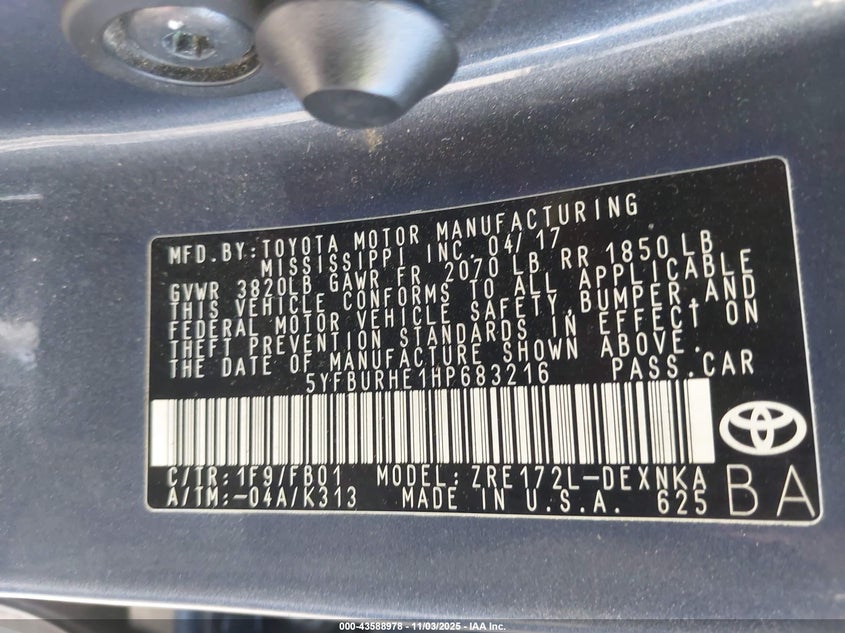 MFD.BY:TOYOTA MOTOR MANUFACTURING
MISSISSIPPI INC. 04/17
GVWR 3820LB GAWR FR 2070 LB RR 1850 LB
THIS VEHICLE CONFORMS TO ALL APPLICABLE
FEDERAL MOTOR VEHICLE SAFETY,BUMPER,AND
THEFT PREVENTION STANDARDS IN EFFECT ON
THE DATE OF MANUFACTURE SHOWN ABOVE.
5YFBURHE1HP683216 PASS.CAR
C/TR:1F9/FB01 MODEL:ZRE172L-DEXNKA
A/TM:-04A/K313 MADE IN U.S.A. 625
BA
000-43588978 - 11/03/2025 - IAA Inc.